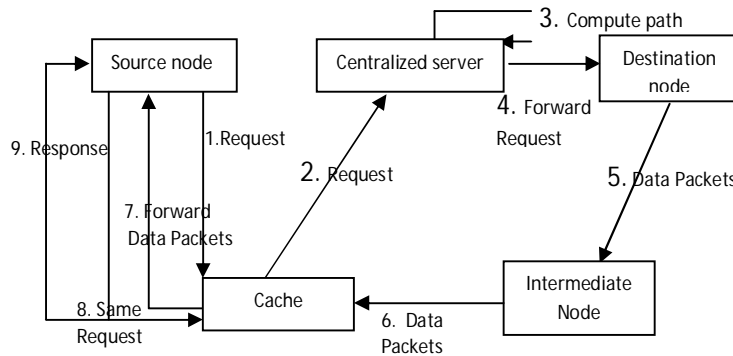 3. Compute path
Source node
Centralized server
Destination
node
4. Forward
Request
1.Request
9. Response
2. Request
5. Data Packets
7. Forward
Data Packets
Intermediate
Node
Cache
8. Same
Request
6. Data
Packets